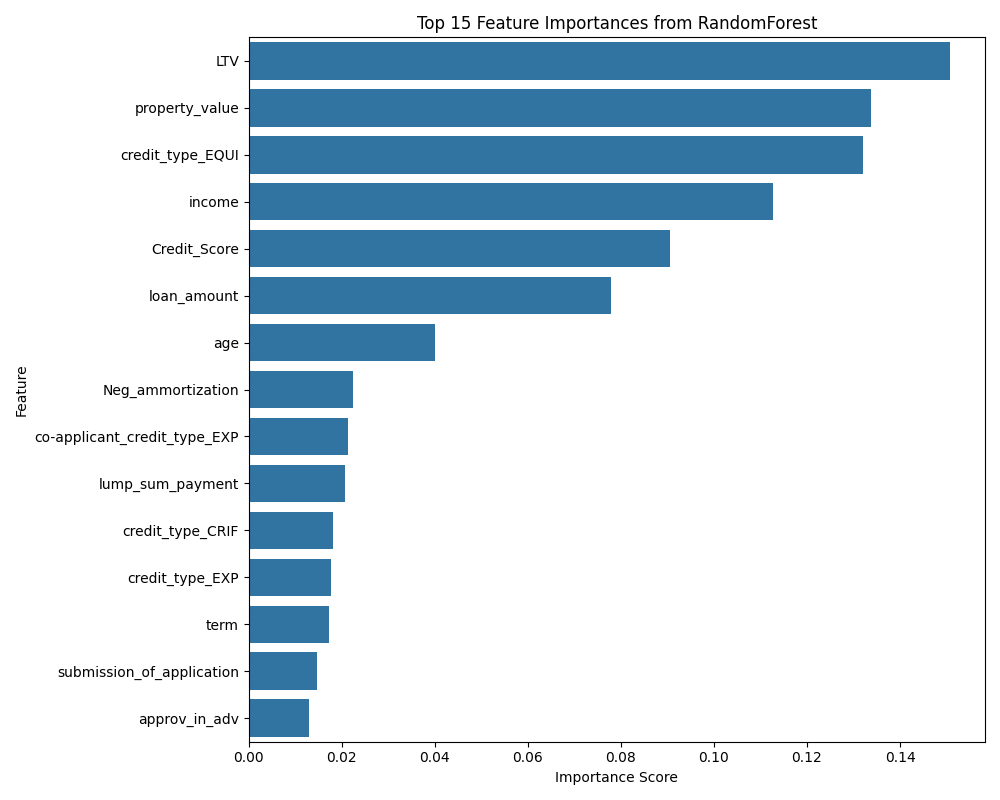 Top 15 Feature Importances from RandomForest
Feature
LTV
property_value
credit_type_EQUI
income
Credit_Score
loan_amount
age
Neg_ammortization
co-applicant_credit_type_EXP
lump_sum_payment
credit_type_CRIF
credit_type_EXP
term
submission_of_application
approv_in_adv
0.00 0.02 0.04 0.06 0.08 0.10 0.12 0.14
Importance Score